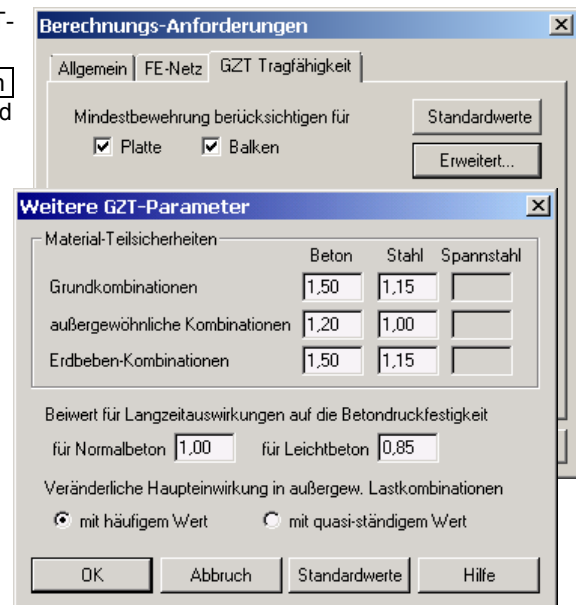 T-
n
d
Berechnungs-Anforderungen
Allgemein FE-Netz GZT Tragfähigkeit
Mindestbewehrung berücksichtigen für
Standardwerte
Platte Balken
Erweitert...
Weitere GZT-Parameter
Material-Teilsicherheiten
Beton Stahl Spannstahl
Grundkombinationen 1,50 1,15
außergewöhnliche Kombinationen 1,20 1,00
Erdbeben-Kombinationen 1,50 1,15
Beiwert für Langzeitauswirkungen auf die Betondruckfestigkeit
für Normalbeton 1,00 für Leichtbeton 0,85
Veränderliche Haupteinwirkung in außergew. Lastkombinationen
mit häufigem Wert mit quasi-ständigem Wert
OK Abbruch Standardwerte Hilfe